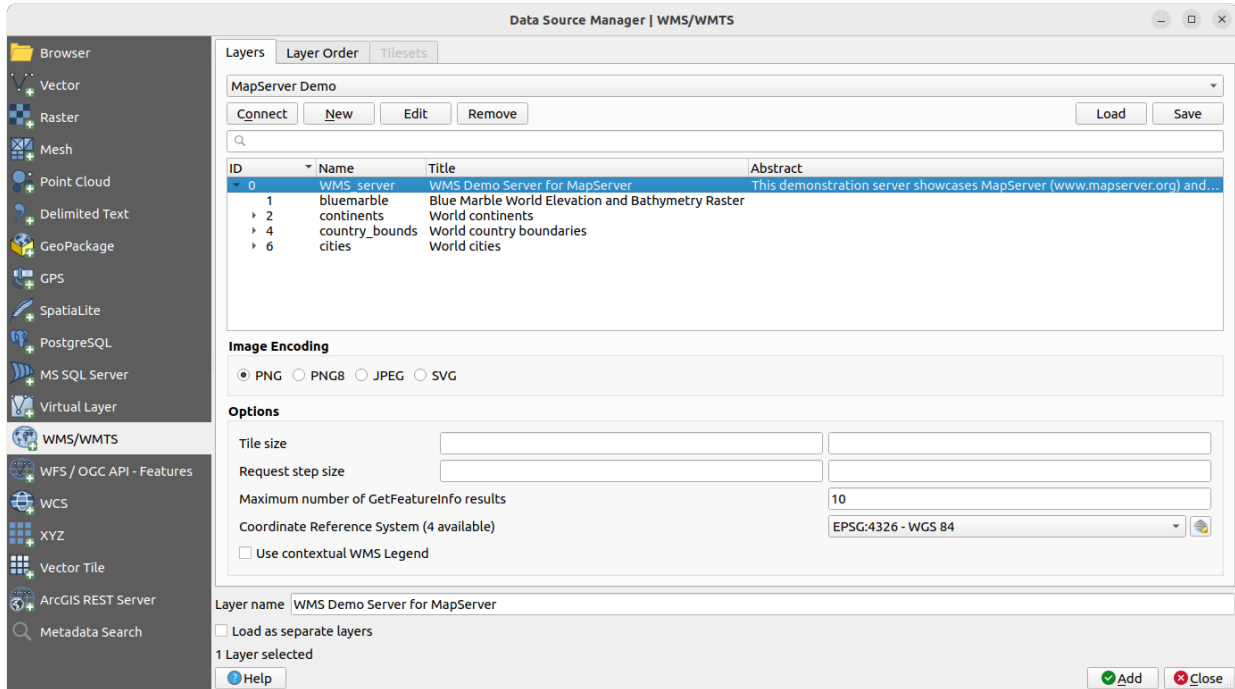 Data Source Manager | WMS/WMTS
Browser
Vector
Raster
Mesh
Point Cloud
Delimited Text
GeoPackage
GPS
SpatiaLite
PostgreSQL
MS SQL Server
Virtual Layer
WMS/WMTS
WFS / OGC API - Features
WCS
XYZ
Vector Tile
ArcGIS REST Server
Metadata Search
Layers Layer Order Tilesets
MapServer Demo
Connect New Edit Remove Load Save
ID Name Title Abstract
0 WMS_server WMS Demo Server for MapServer This demonstration server showcases MapServer (www.mapserver.org) and...
1 bluemarble Blue Marble World Elevation and Bathymetry Raster
2 continents World continents
4 country_bounds World country boundaries
6 cities World cities
Image Encoding
PNG PNG8 JPEG SVG
Options
Tile size
Request step size
Maximum number of GetFeatureInfo results 10
Coordinate Reference System (4 available) EPSG:4326 - WGS 84
Use contextual WMS Legend
Layer name WMS Demo Server for MapServer
Load as separate layers
1 Layer selected
Help Add Close